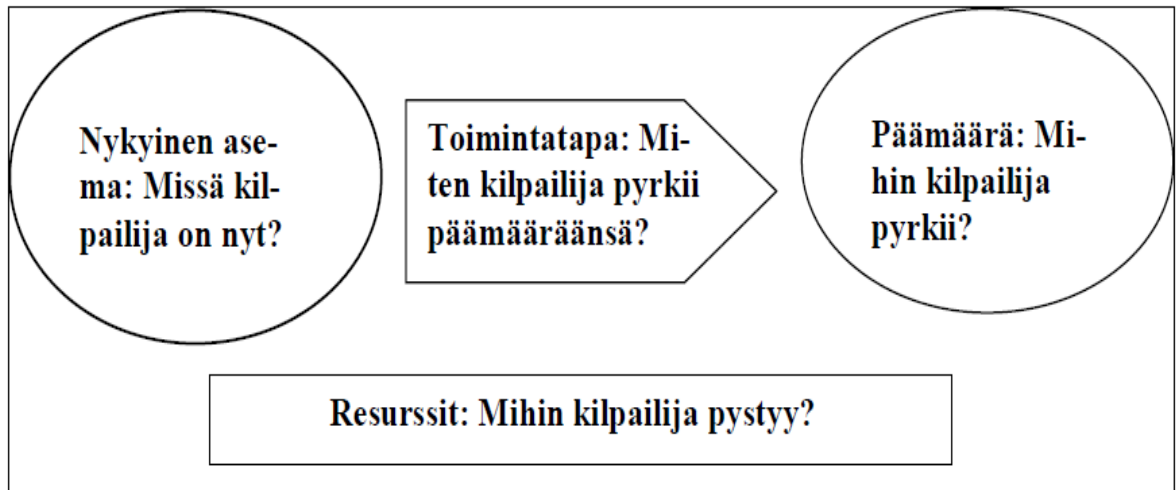 Nykyinen ase-
ma: Missä kil-
pailija on nyt?
Toimintatapa: Mi-
ten kilpailija pyrkii
päämääräänsä?
Päämäärä: Mi-
hin kilpailija
pyrkii?
Resurssit: Mihin kilpailija pystyy?